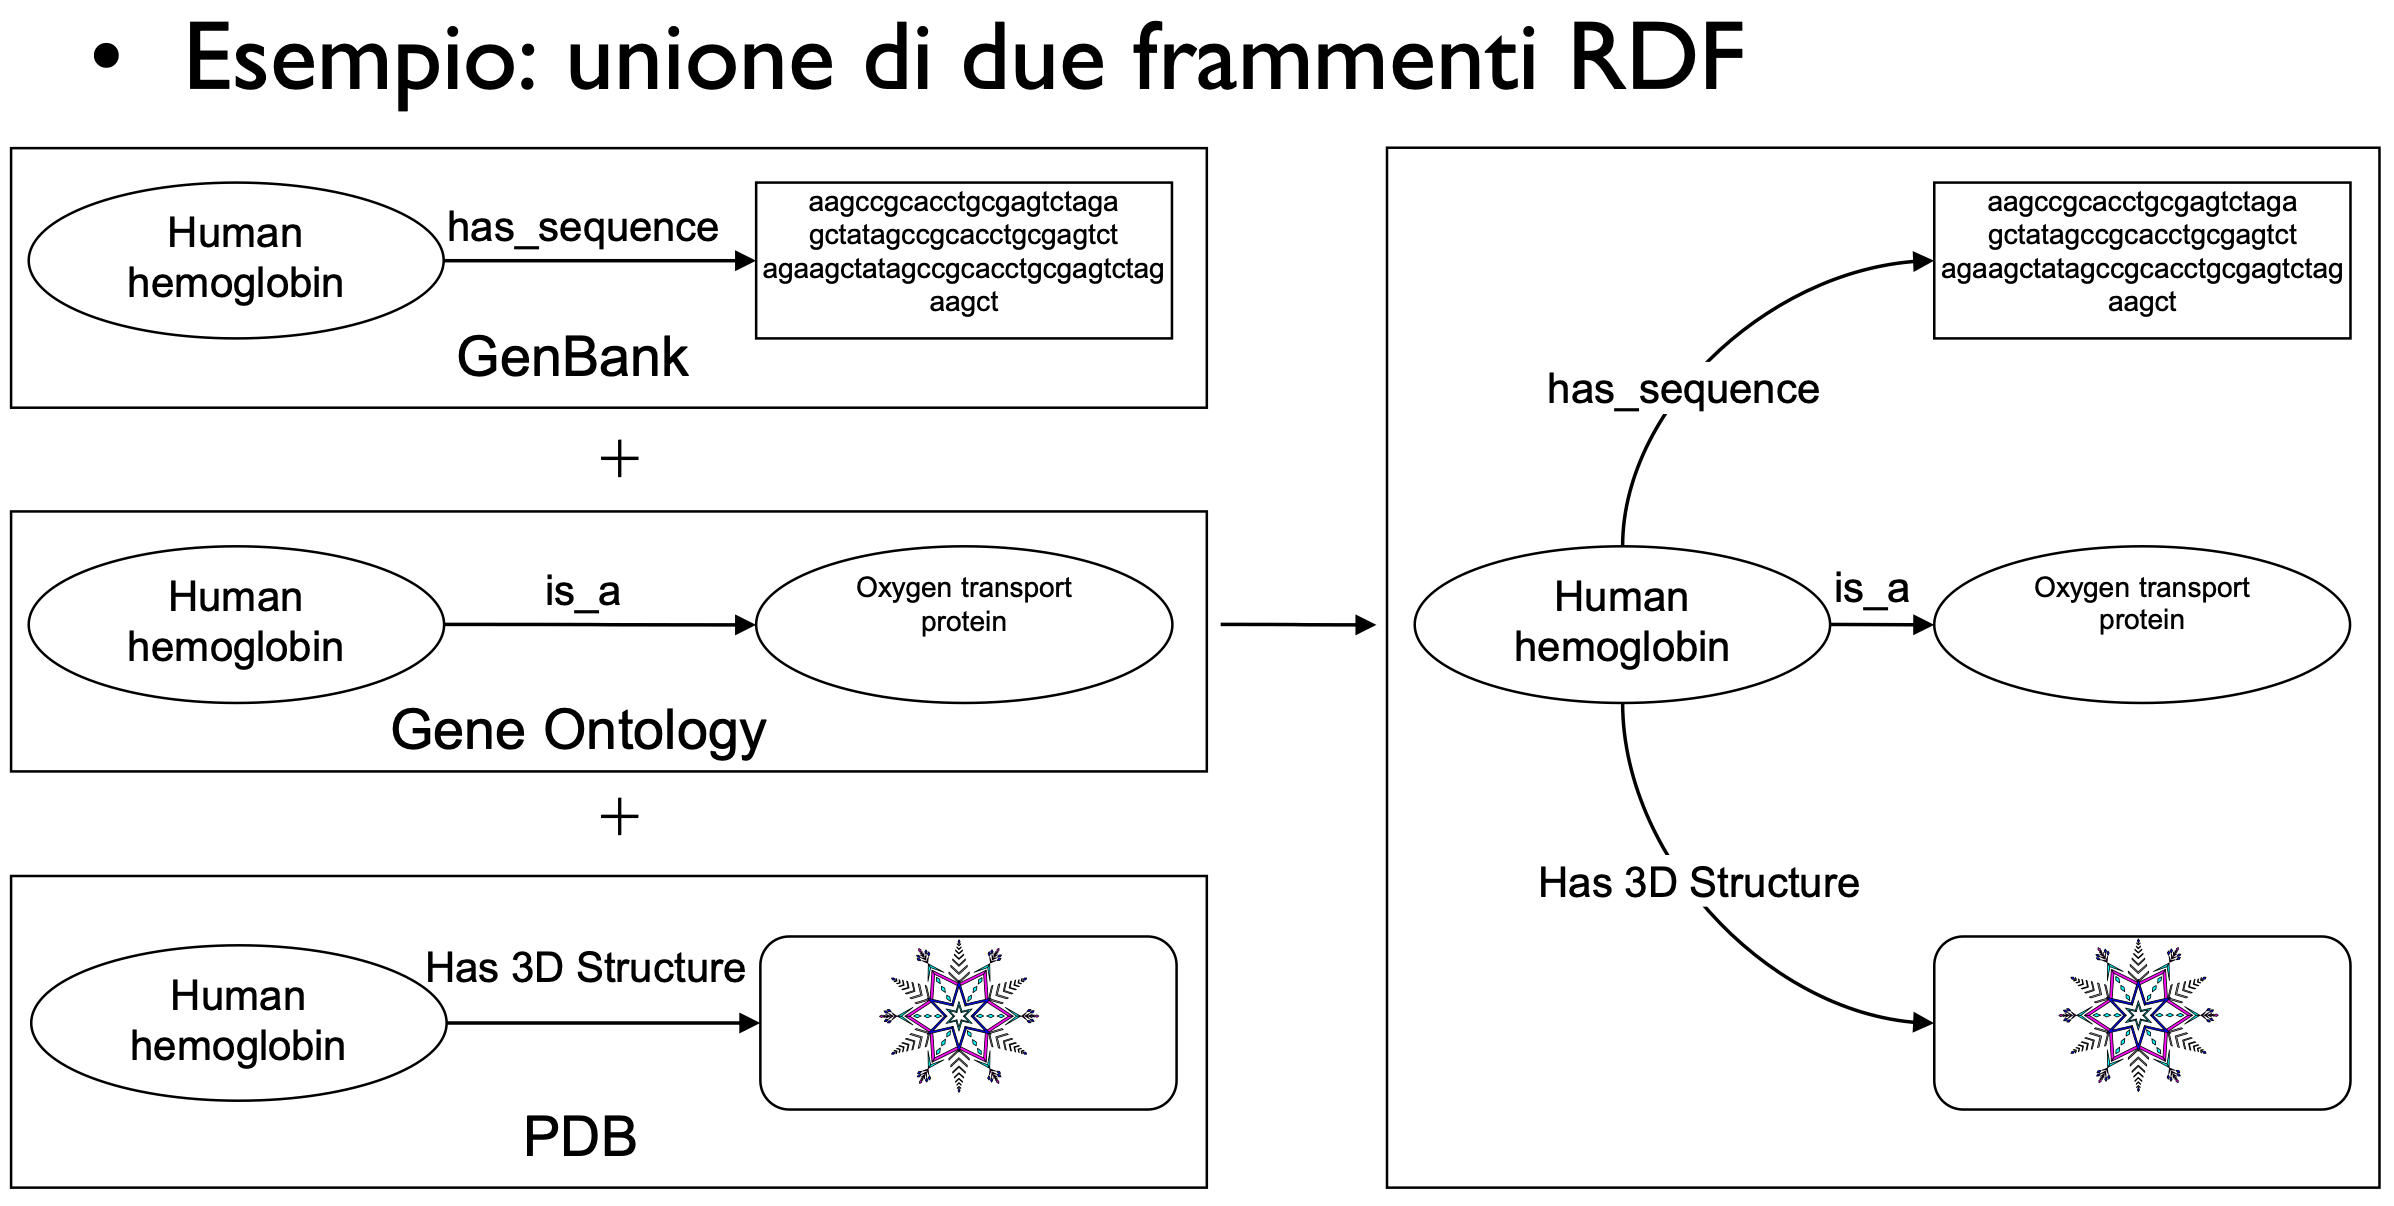 • Esempio: unione di due frammenti RDF
Human
hemoglobin
has_sequence
aagccgcacctgcgagtctaga
gctatagccgcacctgcgagtct
agaagctatagccgcacctgcgagtctag
aagct
GenBank
+
Human
hemoglobin
is_a
Oxygen transport
protein
Gene Ontology
+
Human
hemoglobin
Has 3D Structure
PDB
aagccgcacctgcgagtctaga
gctatagccgcacctgcgagtct
agaagctatagccgcacctgcgagtctag
aagct
has_sequence
Human
hemoglobin
is_a
Oxygen transport
protein
Has 3D Structure